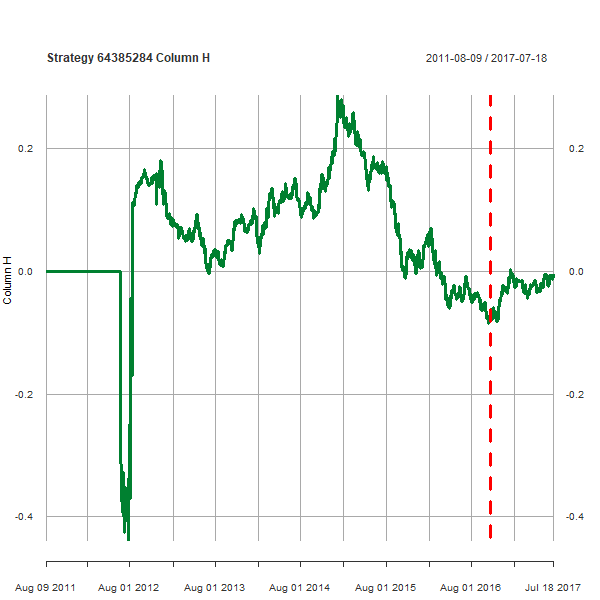 Strategy 64385284 Column H 2011-08-09 / 2017-07-18
0.2 0.2
0.0 0.0
-0.2 -0.2
-0.4 -0.4
Column H
Aug 09 2011 Aug 01 2012 Aug 01 2013 Aug 01 2014 Aug 01 2015 Aug 01 2016 Jul 18 2017